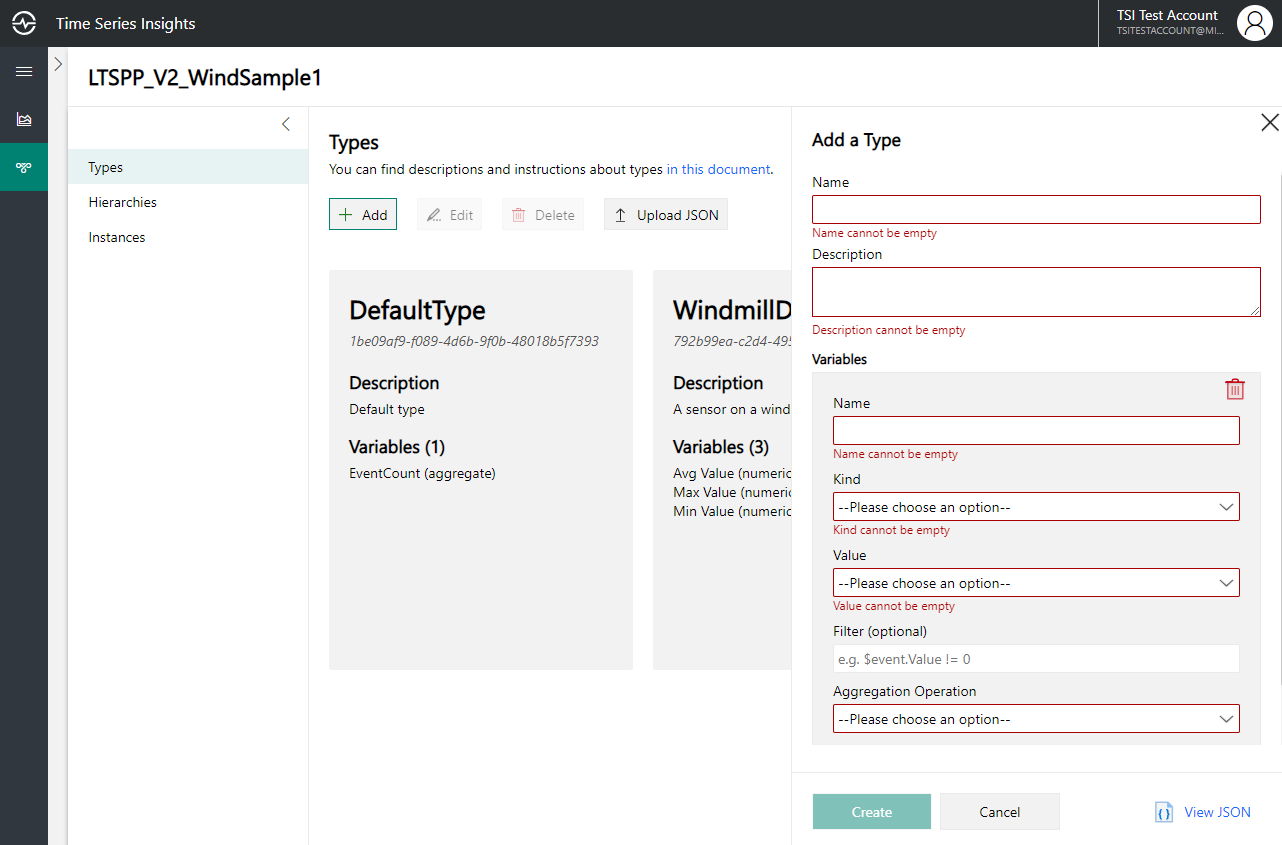 Time Series Insights
TSI Test Account
TSITESTACCOUNT@MI...
LTSPP_V2_WindSample1
Types
Hierarchies
Instances
Types
You can find descriptions and instructions about types in this document.
Add
Edit
Delete
Upload JSON
DefaultType
1be09af9-f089-4d6b-9f0b-48018b5f7393
Description
Default type
Variables (1)
EventCount (aggregate)
WindmillD
792b99ea-c2d4-495
Description
A sensor on a wind
Variables (3)
Avg Value (numeric
Max Value (numeric
Min Value (numeric
Add a Type
Name
Name cannot be empty
Description
Description cannot be empty
Variables
Name
Name cannot be empty
Kind
--Please choose an option--
Kind cannot be empty
Value
--Please choose an option--
Value cannot be empty
Filter (optional)
e.g. $event.Value != 0
Aggregation Operation
--Please choose an option--
Create
Cancel
{} View JSON